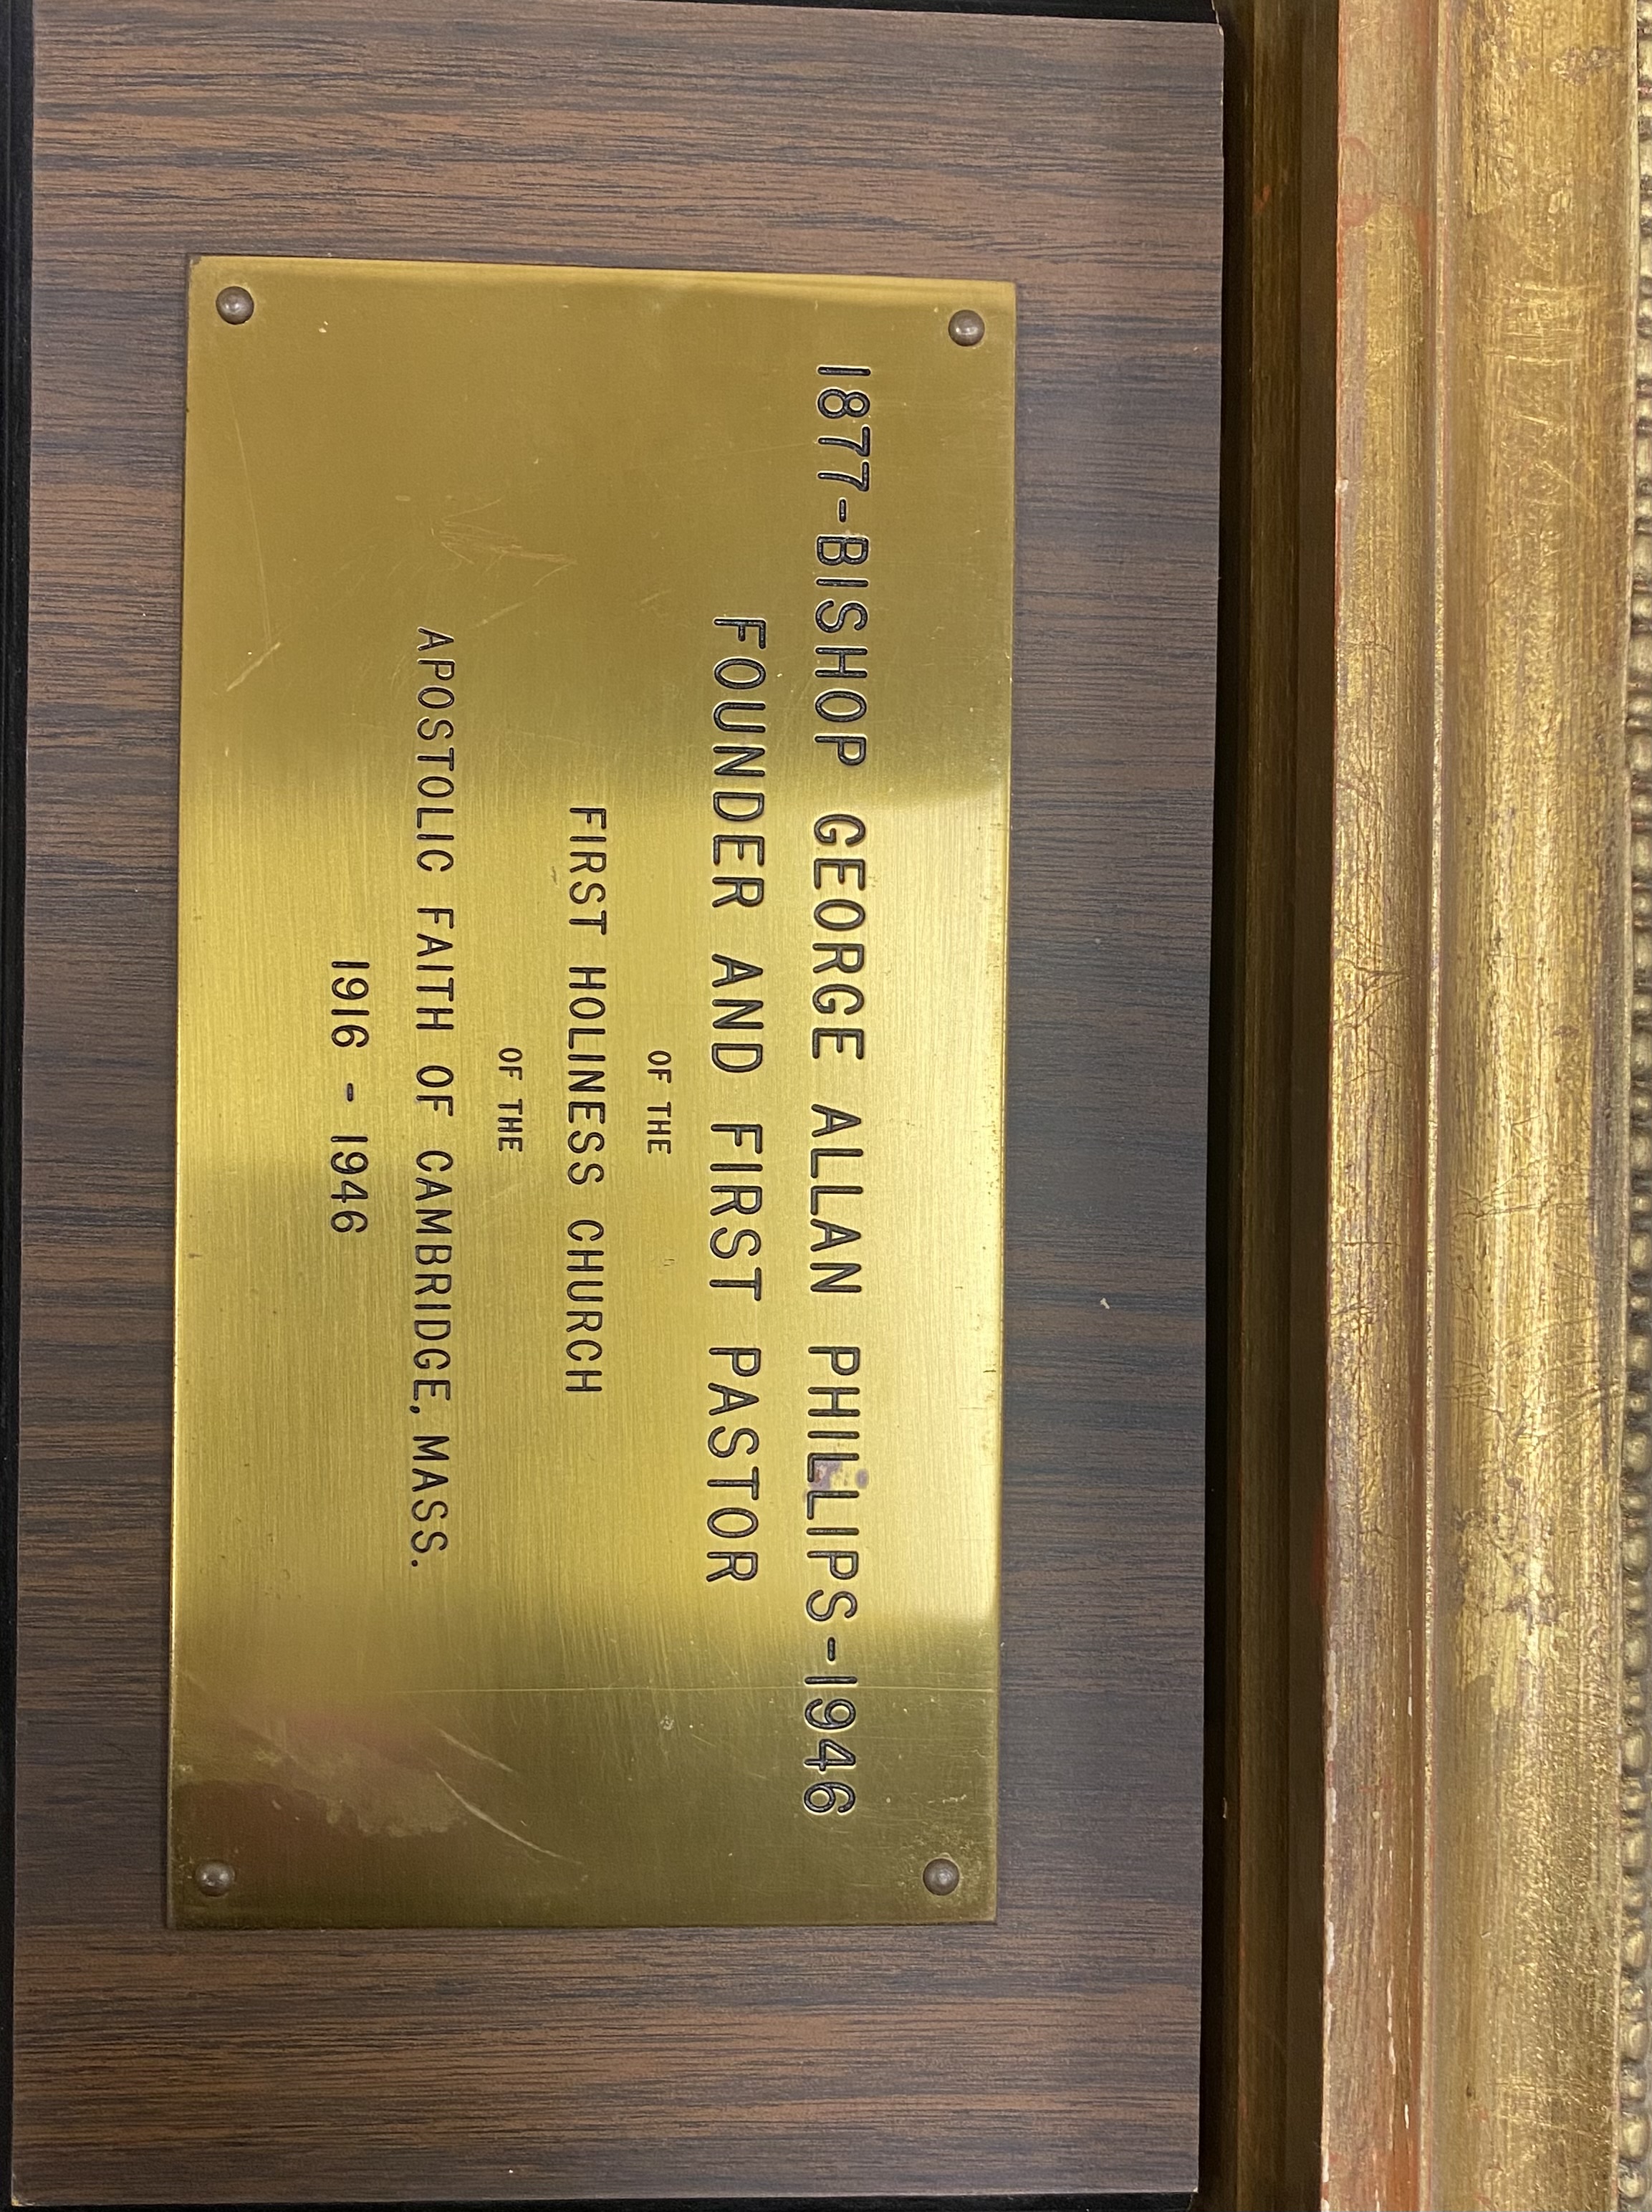 1877-BISHOP GEORGE ALLAN PHILLIPS-1946
FOUNDER AND FIRST PASTOR
OF THE
FIRST HOLINESS CHURCH
OF THE
APOSTOLIC FAITH OF CAMBRIDGE, MASS.
1916 - 1946